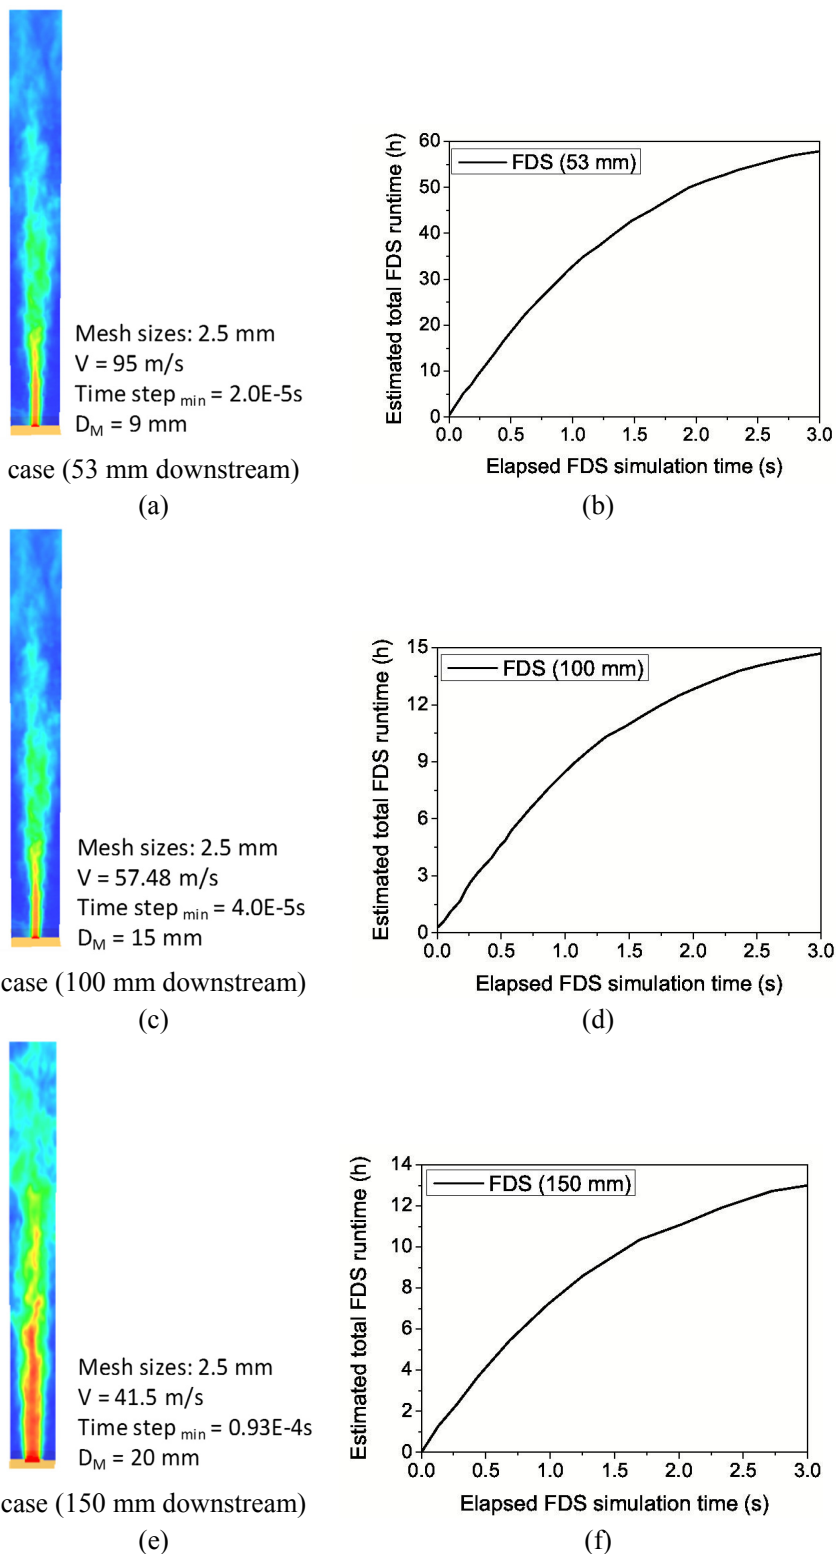 Mesh sizes: 2.5 mm
V = 95 m/s
Time step min = 2.0E-5s
DM = 9 mm
case (53 mm downstream)
(a)
60
50
40
30
20
10
0
Estimated total FDS runtime (h)
FDS (53 mm)
0.0 0.5 1.0 1.5 2.0 2.5 3.0
Elapsed FDS simulation time (s)
(b)
Mesh sizes: 2.5 mm
V = 57.48 m/s
Time step min = 4.0E-5s
DM = 15 mm
case (100 mm downstream)
(c)
15
12
9
6
3
0
Estimated total FDS runtime (h)
FDS (100 mm)
0.0 0.5 1.0 1.5 2.0 2.5 3.0
Elapsed FDS simulation time (s)
(d)
Mesh sizes: 2.5 mm
V = 41.5 m/s
Time step min = 0.93E-4s
DM = 20 mm
case (150 mm downstream)
(e)
14
12
10
8
6
4
2
0
Estimated total FDS runtime (h)
FDS (150 mm)
0.0 0.5 1.0 1.5 2.0 2.5 3.0
Elapsed FDS simulation time (s)
(f)